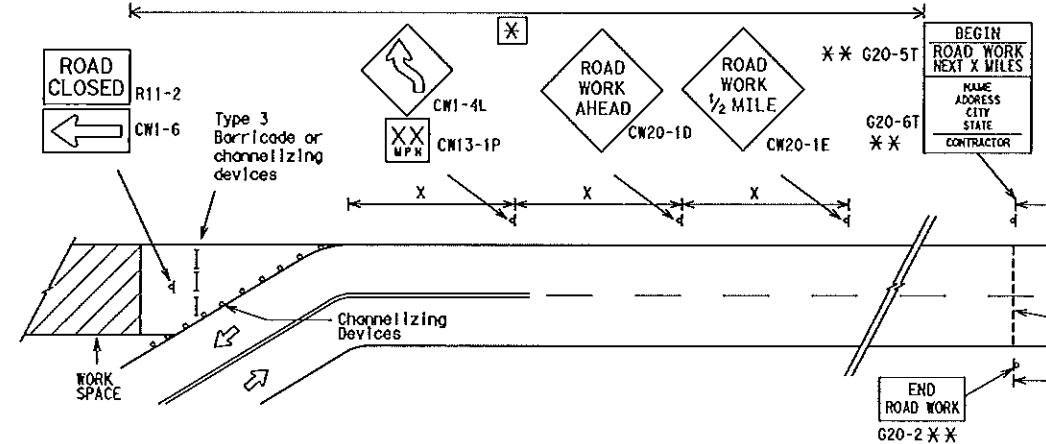 ROAD
CLOSED
R11-2
CW1-6
Type 3
Barricade or
channelizing
devices
*
CW1-4L
XX
MPH
CW13-1P
ROAD
WORK
AHEAD
CW20-1D
ROAD
WORK
1/2 MILE
CW20-1E
** G20-5T
BEGIN
ROAD WORK
NEXT X MILES
NAME
ADDRESS
CITY
STATE
CONTRACTOR
G20-6T
**
X
X
X
Channelizing
Devices
WORK
SPACE
END
ROAD WORK
G20-2 **